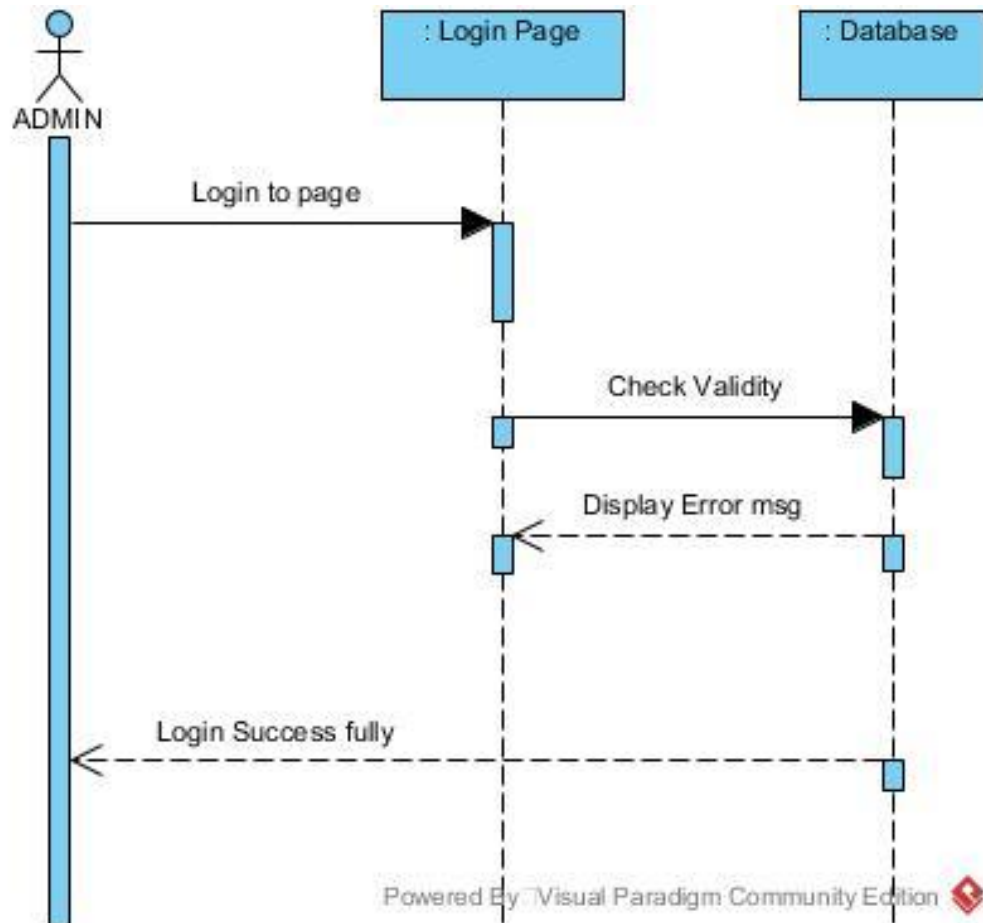 : Login Page
: Database
ADMIN
Login to page
Check Validity
Display Error msg
Login Success fully
Powered By Visual Paradigm Community Edition